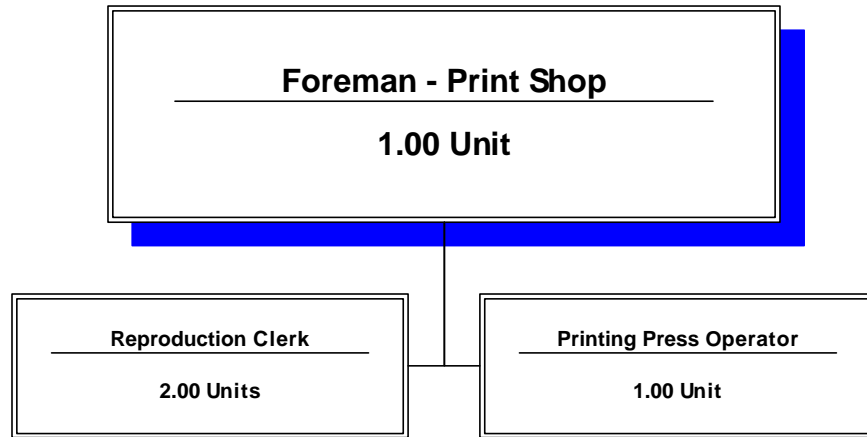 Foreman - Print Shop
1.00 Unit
Reproduction Clerk
2.00 Units
Printing Press Operator
1.00 Unit